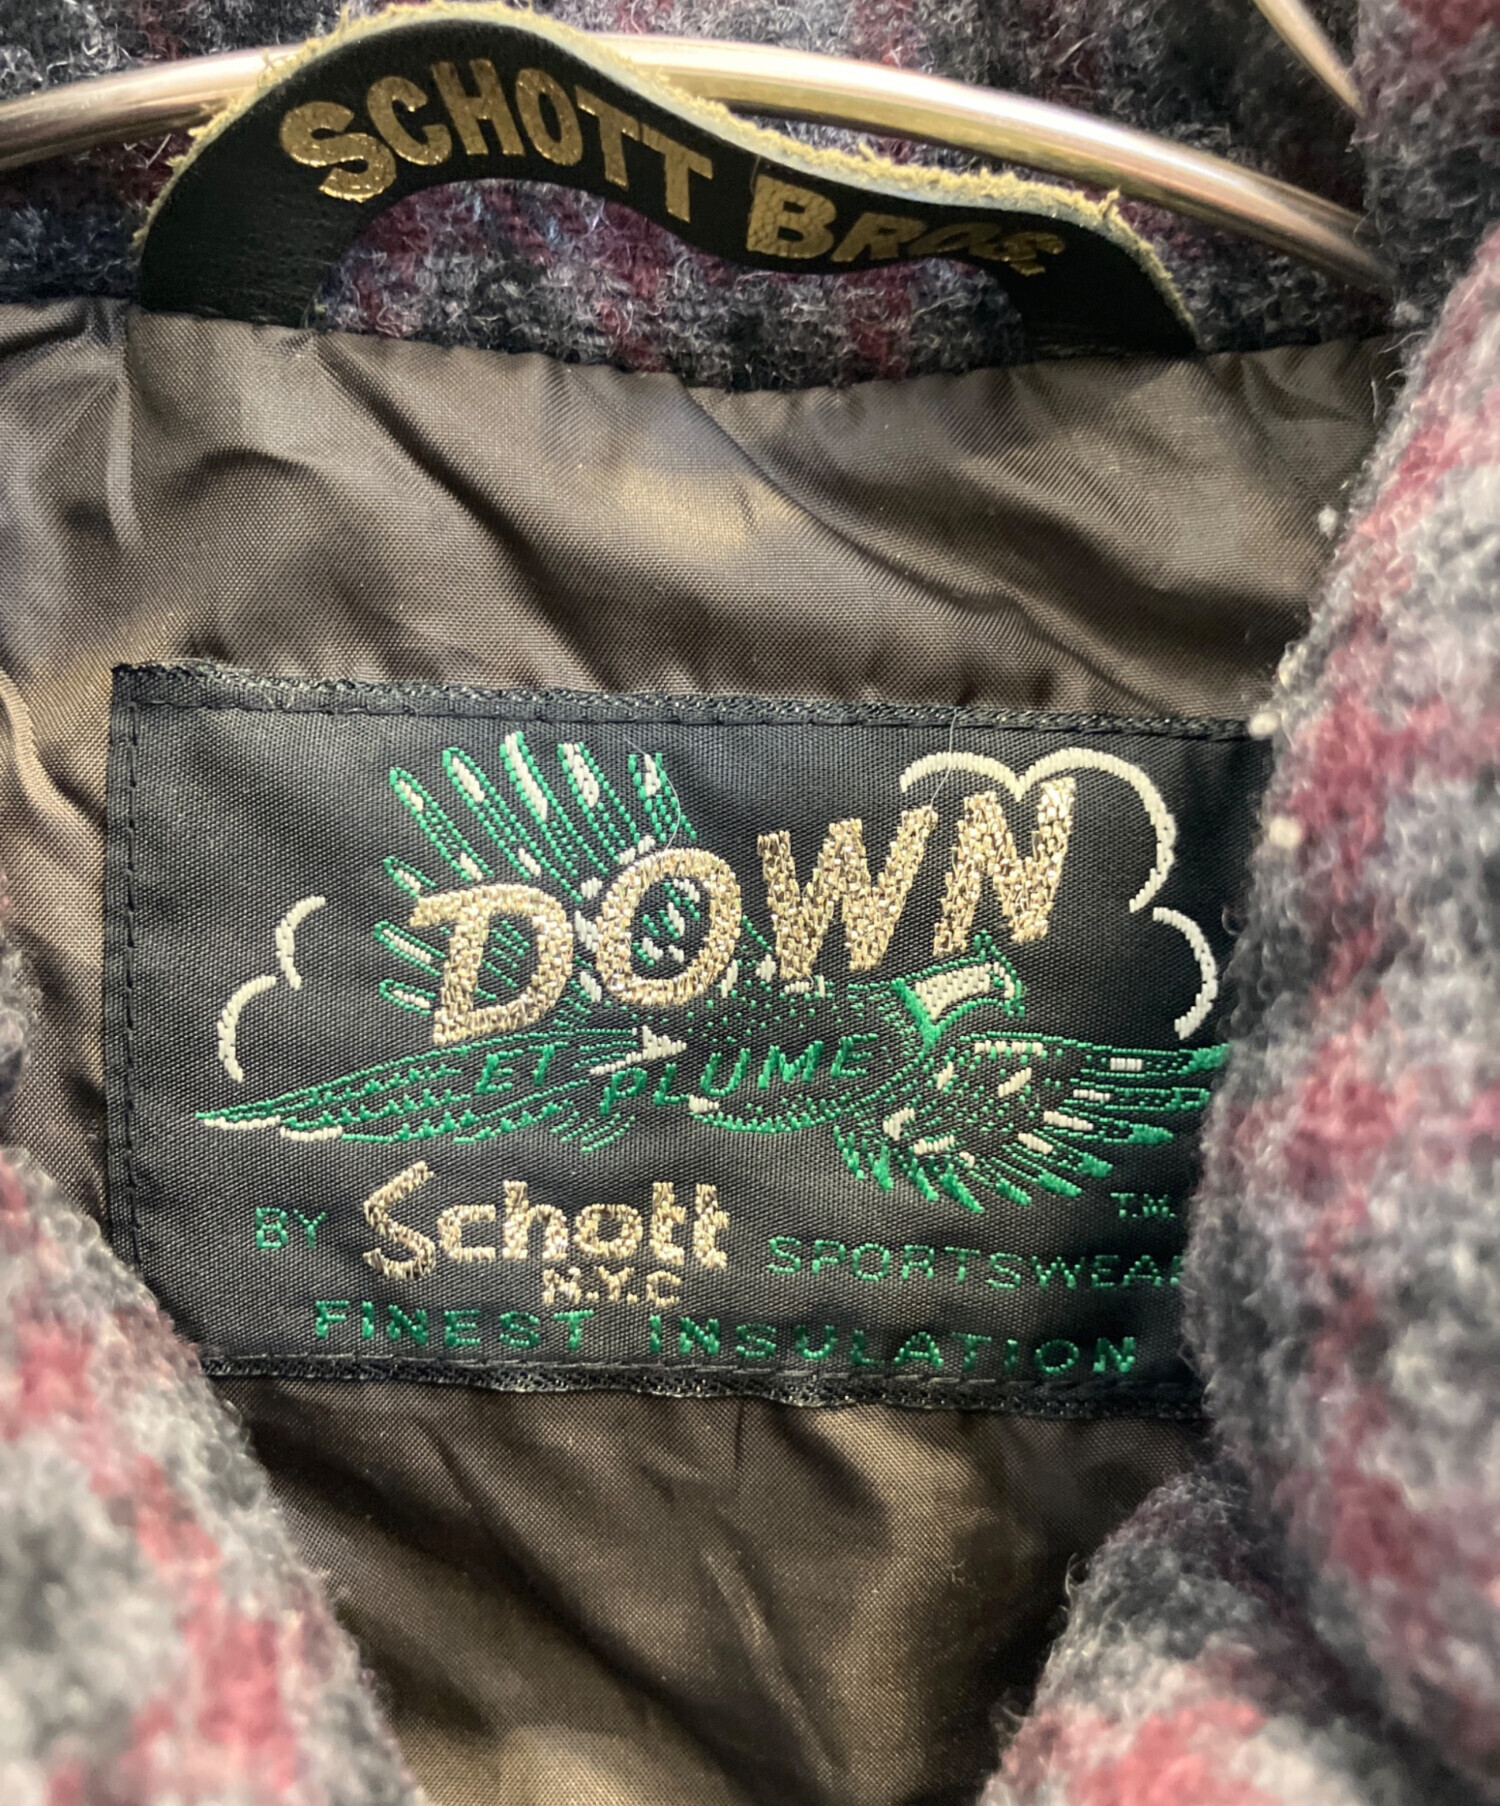 SCHOTT BROS
DOWN
ET PLUME
T.M.
BY Schott SPORTSWEAR
N.Y.C
FINEST INSULATION